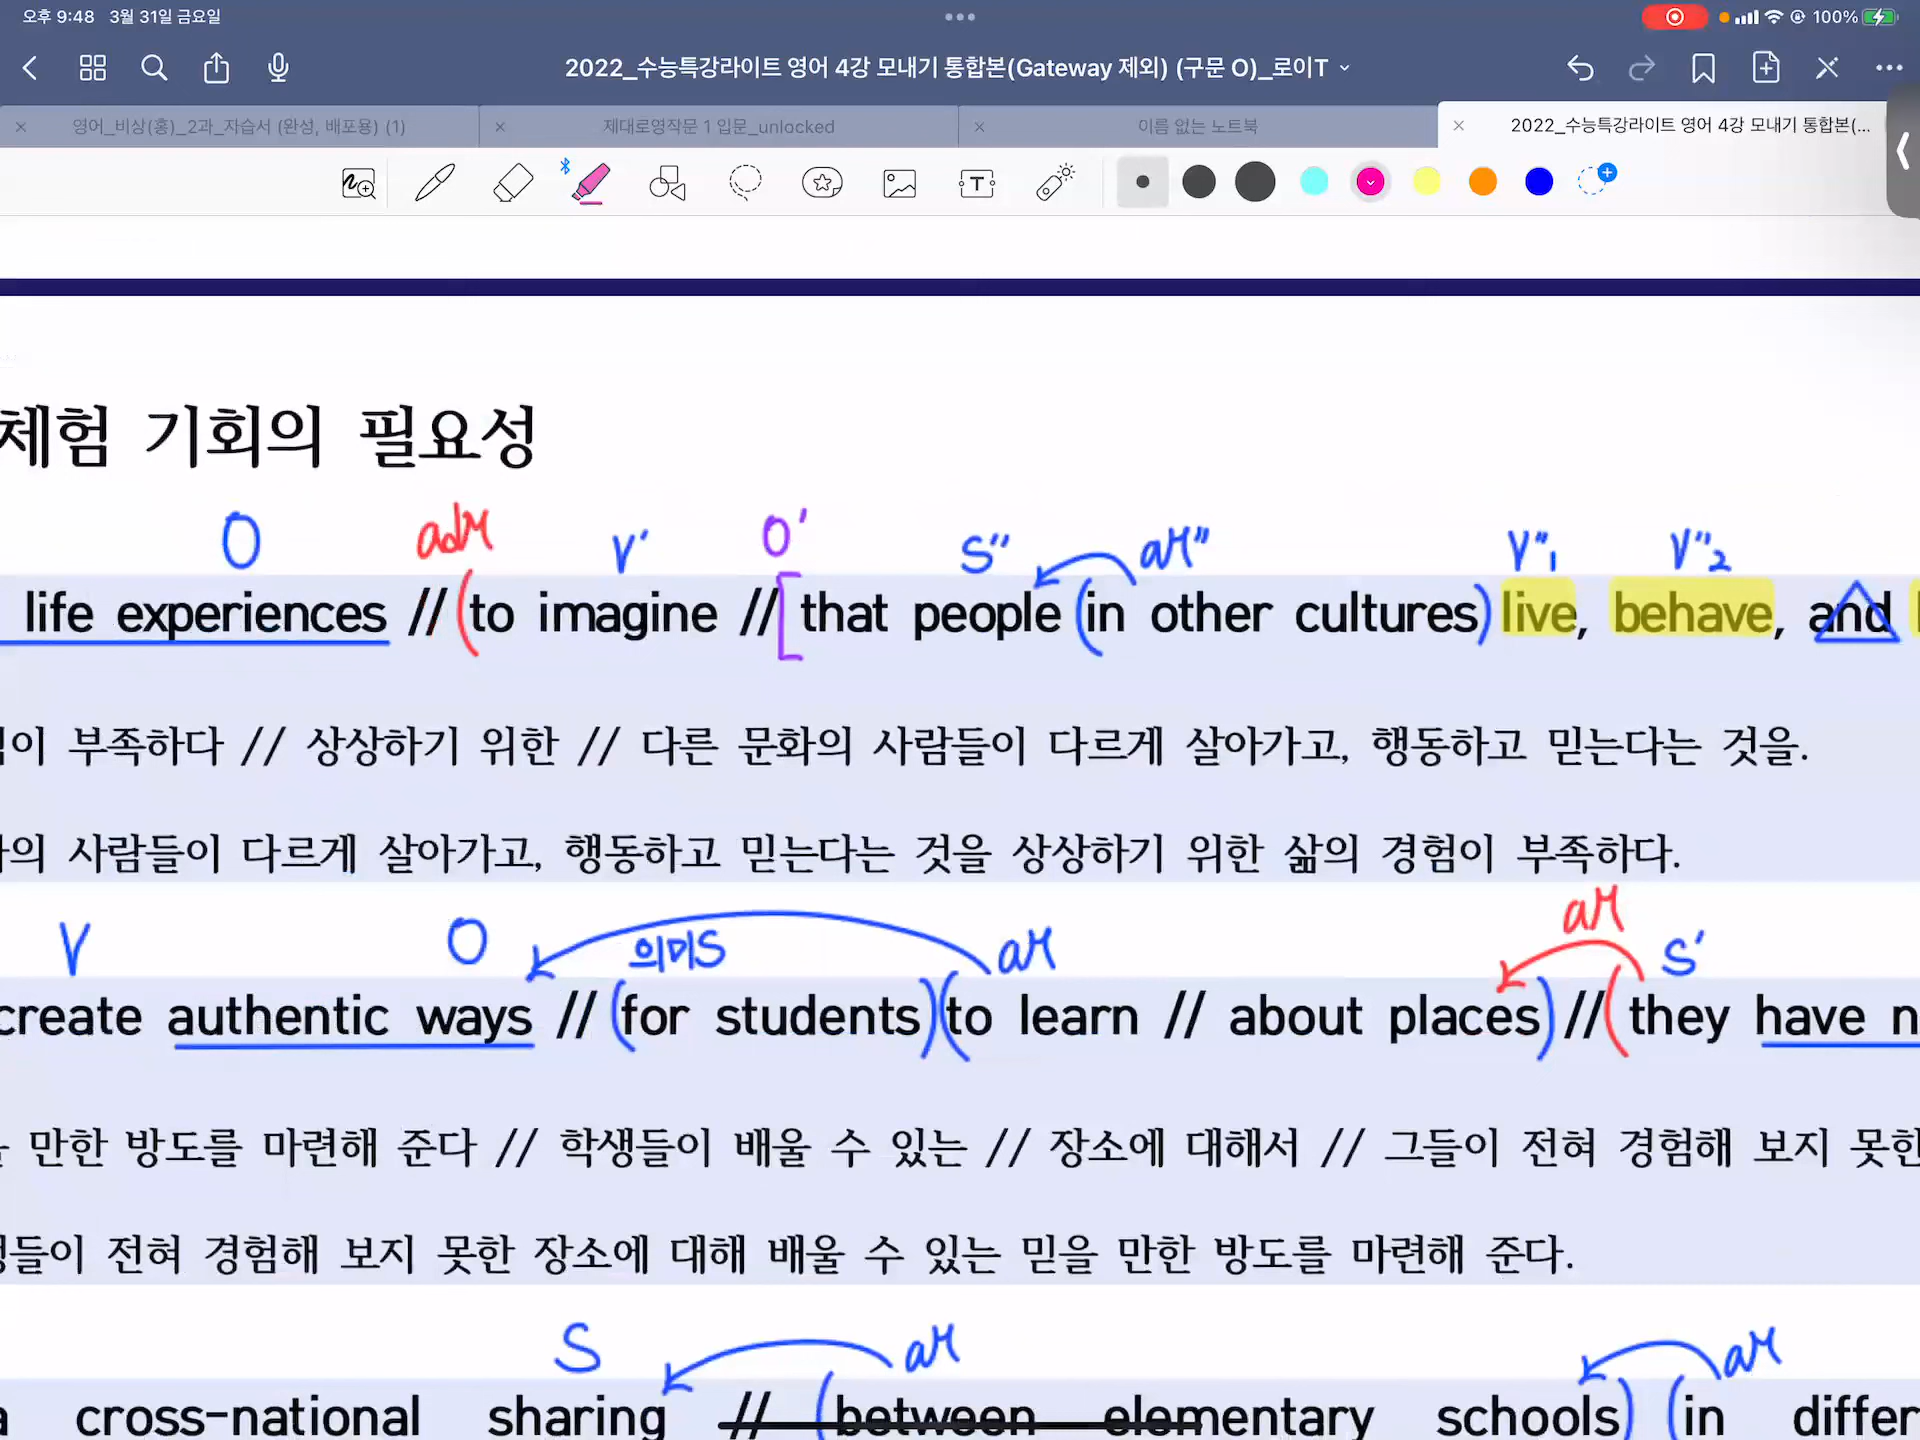 오후 9:48 3월 31일 금요일
100%
2022_수능특강라이트 영어 4강 모내기 통합본(Gateway 제외) (구문 O)_로이T
영어_비상(홍)_2과_자습서 (완성, 배포용) (1)
제대로영작문 1 입문_unlocked
이름 없는 노트북
2022_수능특강라이트 영어 4강 모내기 통합본(...
체험 기회의 필요성
O adM V' O' S" aM" V"1 V"2
life experiences // (to imagine // [ that people (in other cultures) live, behave, and
부족하다 // 상상하기 위한 // 다른 문화의 사람들이 다르게 살아가고, 행동하고 믿는다는 것을.
의 사람들이 다르게 살아가고, 행동하고 믿는다는 것을 상상하기 위한 삶의 경험이 부족하다.
V O 의미S aM aM S'
create authentic ways // (for students)(to learn // about places) // (they have n
만한 방도를 마련해 준다 // 학생들이 배울 수 있는 // 장소에 대해서 // 그들이 전혀 경험해 보지 못한
들이 전혀 경험해 보지 못한 장소에 대해 배울 수 있는 믿을 만한 방도를 마련해 준다.
S aM aM
a cross-national sharing // (between elementary schools) (in differ